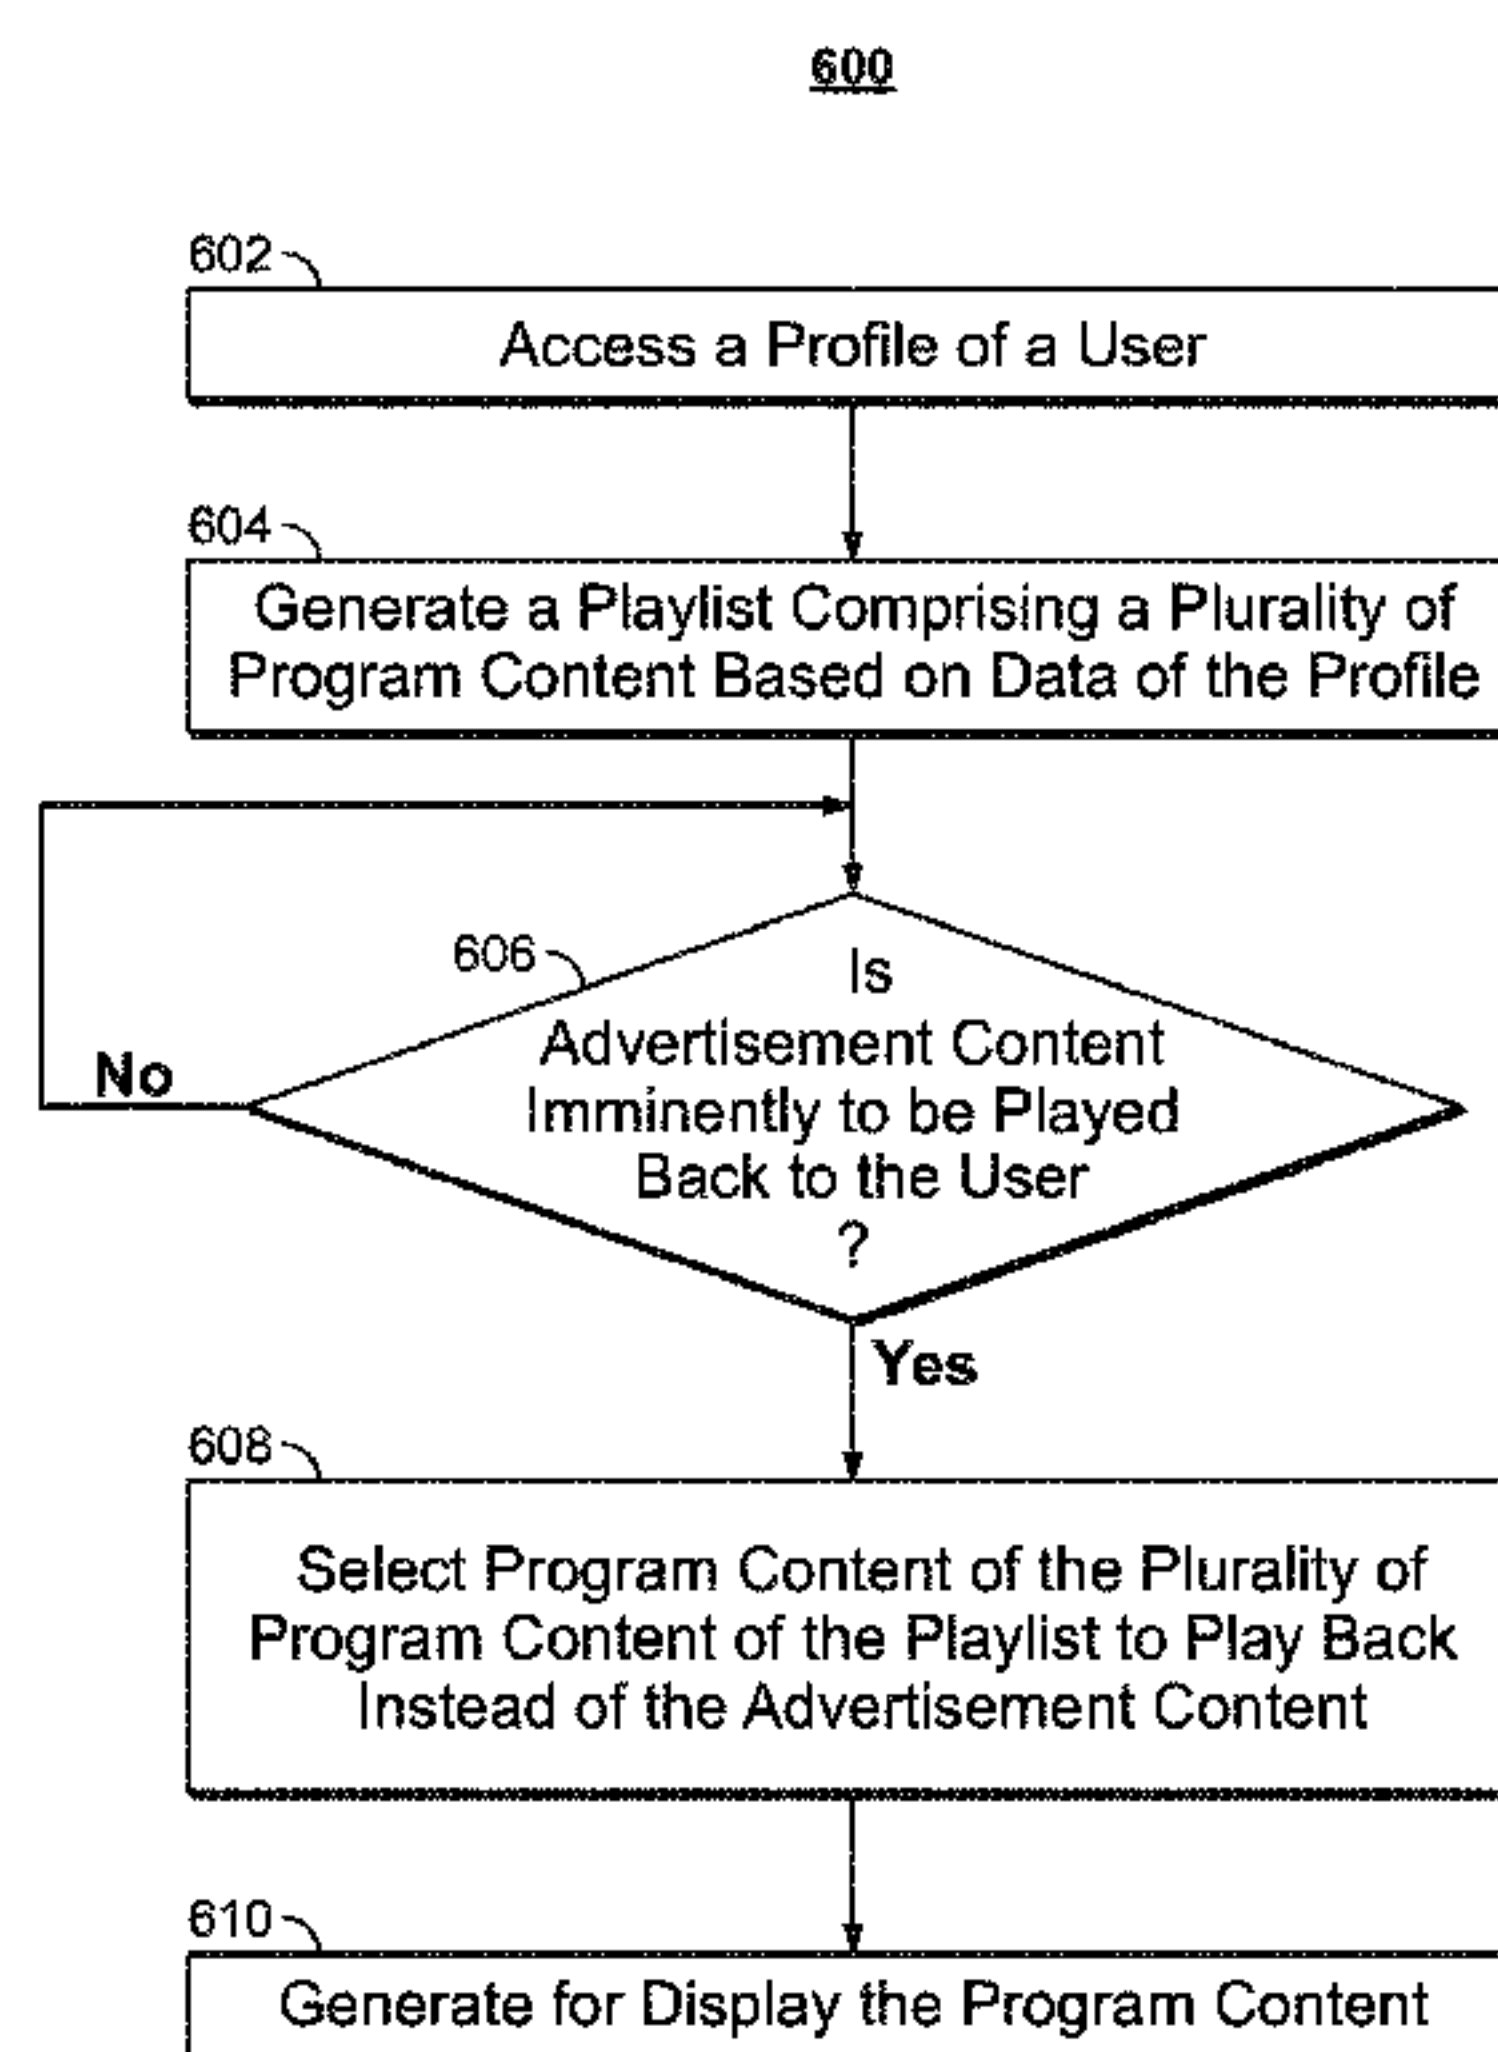 600
602
Access a Profile of a User
604
Generate a Playlist Comprising a Plurality of
Program Content Based on Data of the Profile
606
Is
Advertisement Content
Imminently to be Played
Back to the User
?
No
Yes
608
Select Program Content of the Plurality of
Program Content of the Playlist to Play Back
Instead of the Advertisement Content
610
Generate for Display the Program Content